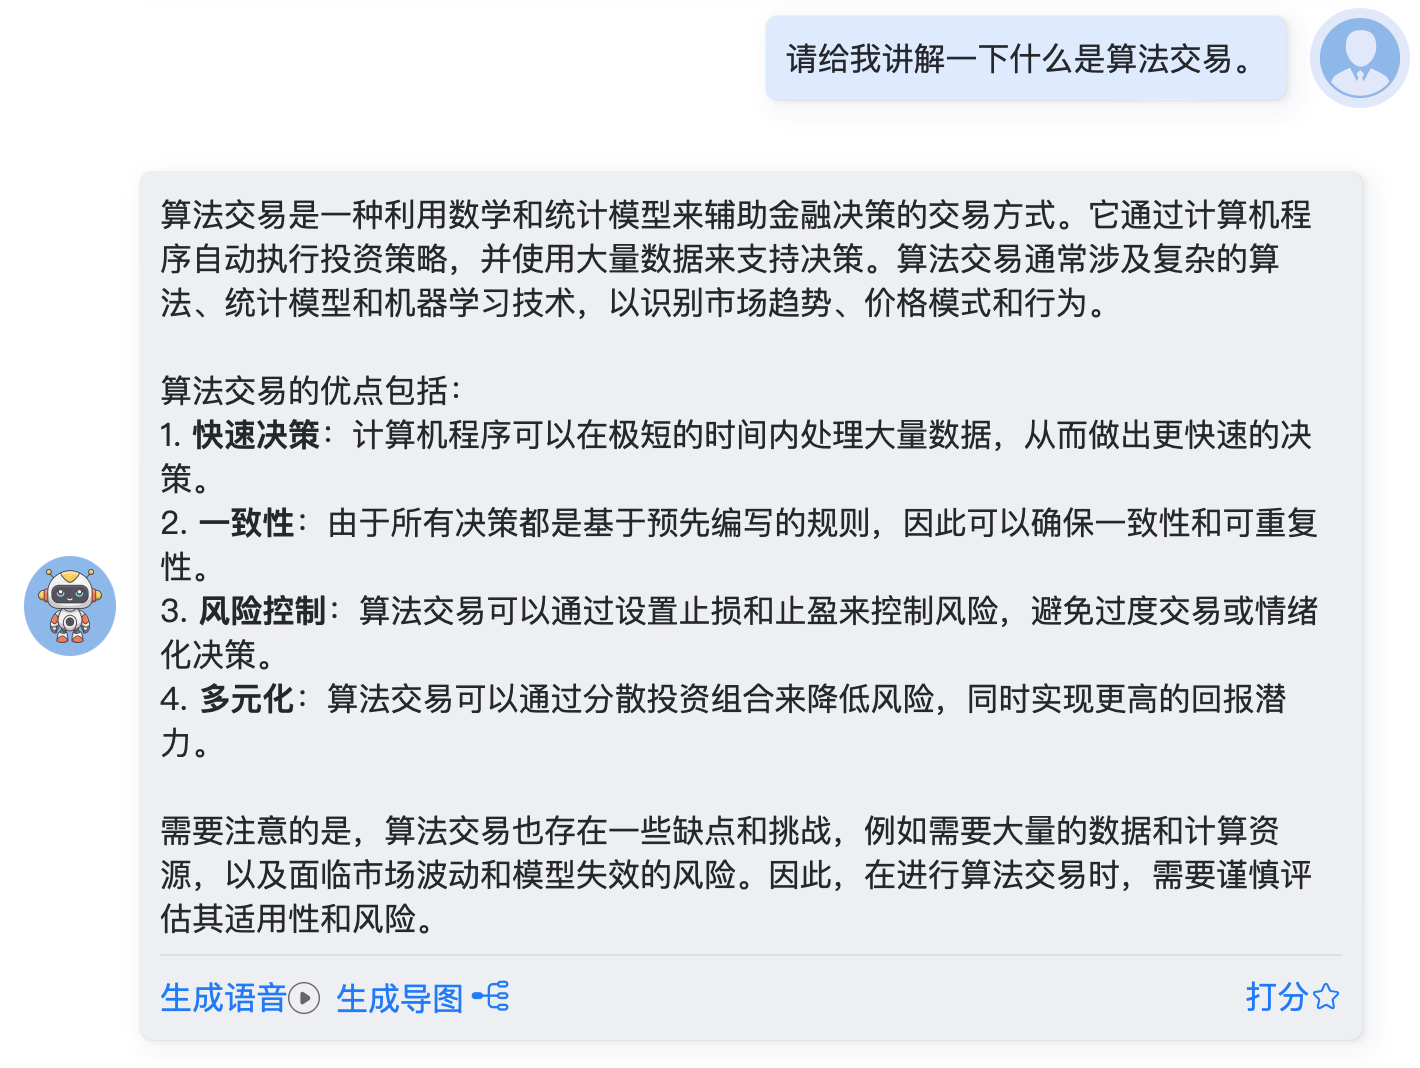 请给我讲解一下什么是算法交易。
算法交易是一种利用数学和统计模型来辅助金融决策的交易方式。它通过计算机程
序自动执行投资策略，并使用大量数据来支持决策。算法交易通常涉及复杂的算
法、统计模型和机器学习技术，以识别市场趋势、价格模式和行为。
算法交易的优点包括：
1. 快速决策：计算机程序可以在极短的时间内处理大量数据，从而做出更快速的决
策。
2. 一致性：由于所有决策都是基于预先编写的规则，因此可以确保一致性和可重复
性。
3. 风险控制：算法交易可以通过设置止损和止盈来控制风险，避免过度交易或情绪
化决策。
4. 多元化：算法交易可以通过分散投资组合来降低风险，同时实现更高的回报潜
力。
需要注意的是，算法交易也存在一些缺点和挑战，例如需要大量的数据和计算资
源，以及面临市场波动和模型失效的风险。因此，在进行算法交易时，需要谨慎评
估其适用性和风险。
生成语音 生成导图 打分